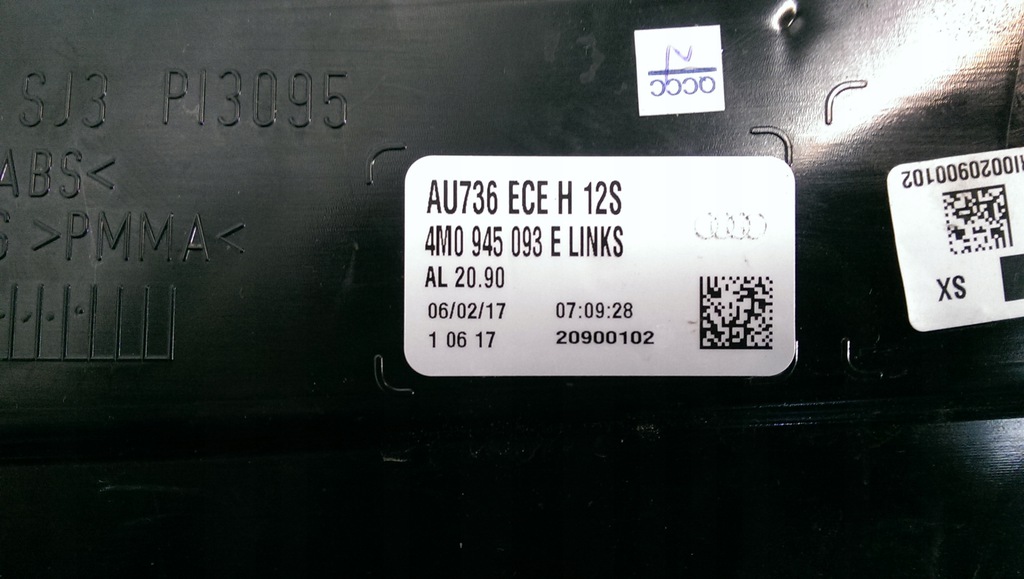 SJ3 PI3095
ABS<
S >PMMA<
AU736 ECE H 12S
4M0 945 093 E LINKS
AL 20.90
06/02/17 07:09:28
1 06 17 20900102
SX